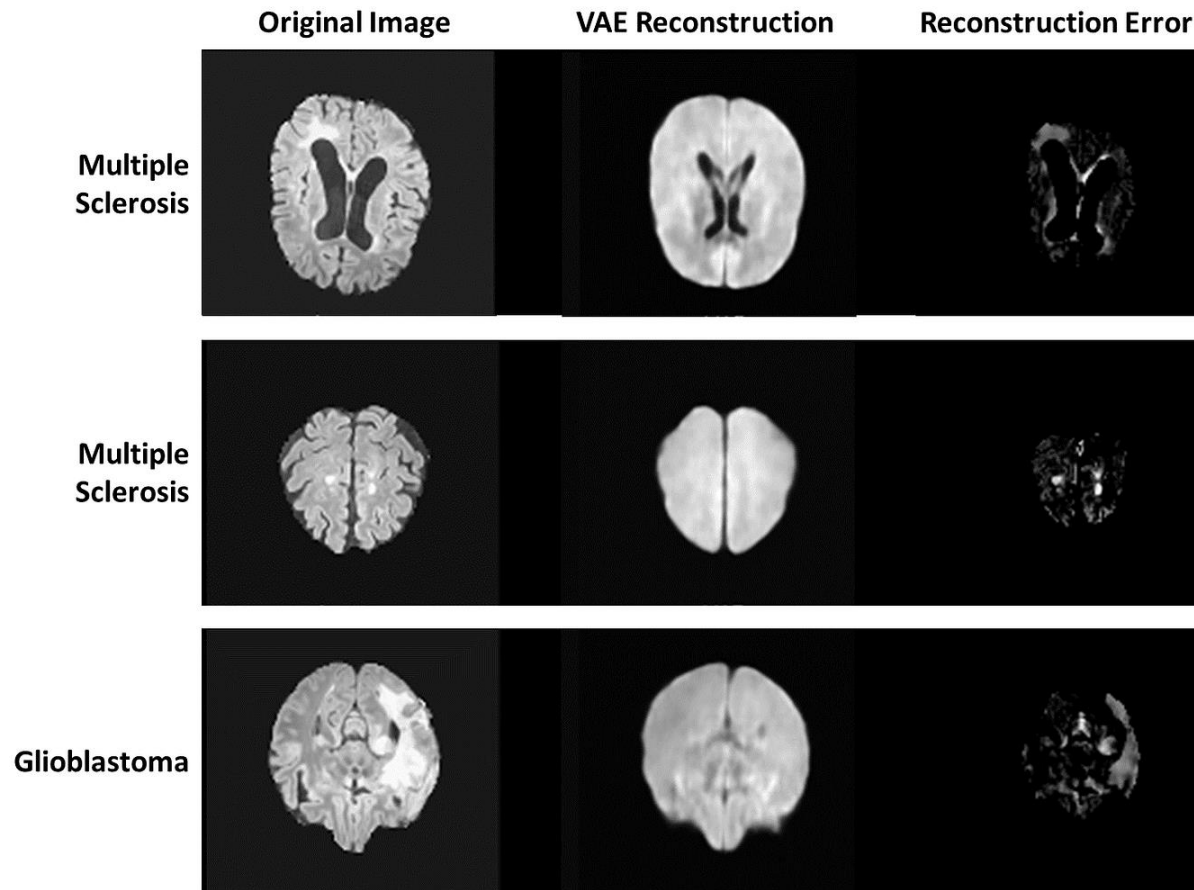 Original Image
VAE Reconstruction
Reconstruction Error
Multiple
Sclerosis
Multiple
Sclerosis
Glioblastoma